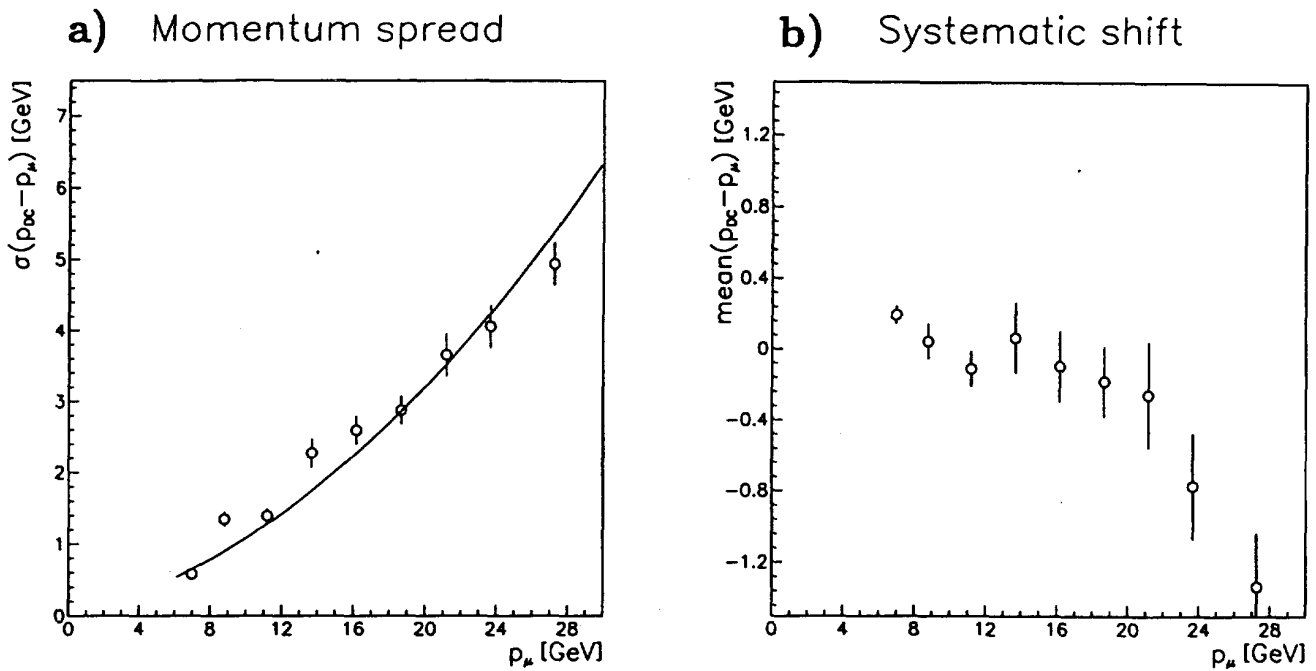 a) Momentum spread
σ(p_DC−p_μ) [GeV]
7
6
5
4
3
2
1
0
0 4 8 12 16 20 24 28
p_μ [GeV]
b) Systematic shift
mean(p_DC−p_μ) [GeV]
1.2
0.8
0.4
0
−0.4
−0.8
−1.2
0 4 8 12 16 20 24 28
p_μ [GeV]